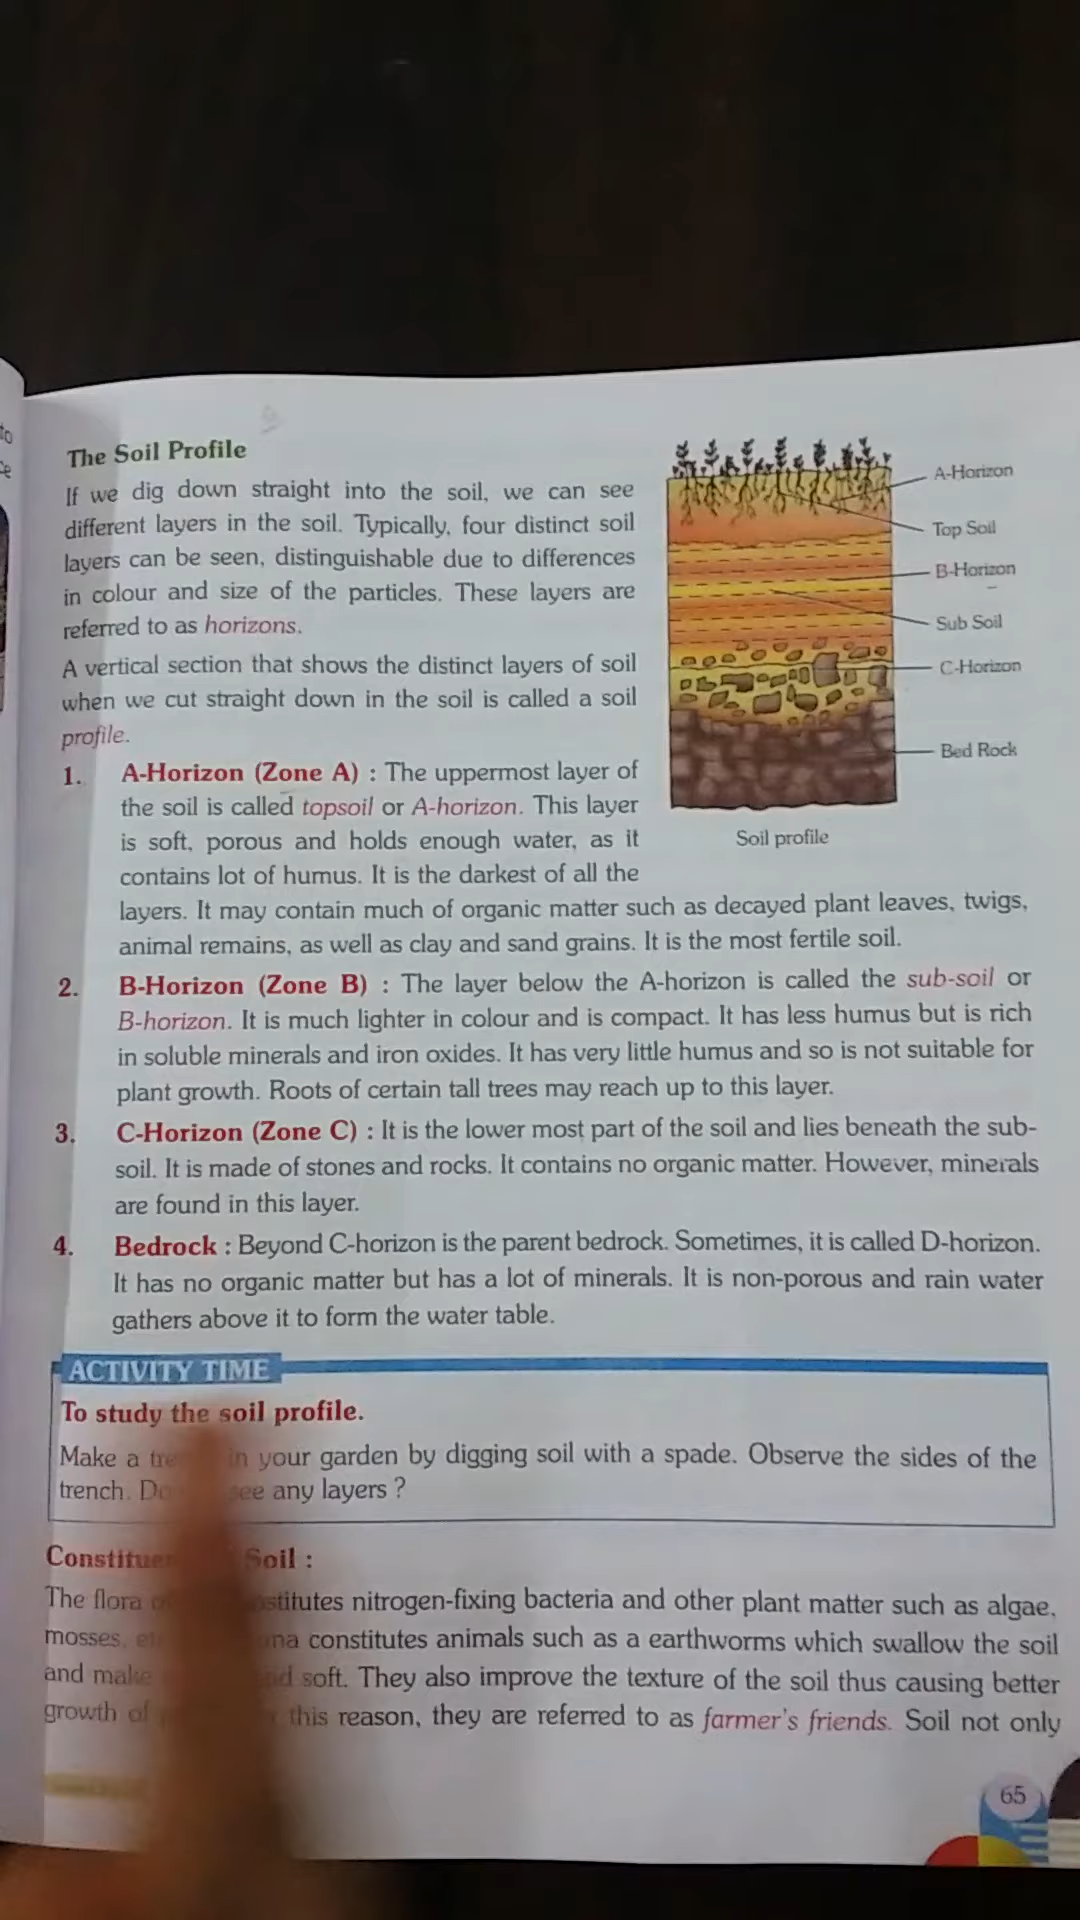 to
ce
The Soil Profile
If we dig down straight into the soil, we can see
different layers in the soil. Typically, four distinct soil
layers can be seen, distinguishable due to differences
in colour and size of the particles. These layers are
referred to as horizons.
A vertical section that shows the distinct layers of soil
when we cut straight down in the soil is called a soil
profile.
A-Horizon
Top Soil
B-Horizon
Sub Soil
C-Horizon
Bed Rock
Soil profile
1. A-Horizon (Zone A) : The uppermost layer of
the soil is called topsoil or A-horizon. This layer
is soft, porous and holds enough water, as it
contains lot of humus. It is the darkest of all the
layers. It may contain much of organic matter such as decayed plant leaves, twigs,
animal remains, as well as clay and sand grains. It is the most fertile soil.
2. B-Horizon (Zone B) : The layer below the A-horizon is called the sub-soil or
B-horizon. It is much lighter in colour and is compact. It has less humus but is rich
in soluble minerals and iron oxides. It has very little humus and so is not suitable for
plant growth. Roots of certain tall trees may reach up to this layer.
3. C-Horizon (Zone C) : It is the lower most part of the soil and lies beneath the sub-
soil. It is made of stones and rocks. It contains no organic matter. However, minerals
are found in this layer.
4. Bedrock : Beyond C-horizon is the parent bedrock. Sometimes, it is called D-horizon.
It has no organic matter but has a lot of minerals. It is non-porous and rain water
gathers above it to form the water table.
ACTIVITY TIME
To study the soil profile.
Make a in your garden by digging soil with a spade. Observe the sides of the
trench. Do see any layers ?
Soil :
The flora nitrogen-fixing bacteria and other plant matter such as algae,
mosses, constitutes animals such as a earthworms which swallow the soil
and make soft. They also improve the texture of the soil thus causing better
growth of this reason, they are referred to as farmer's friends. Soil not only
65